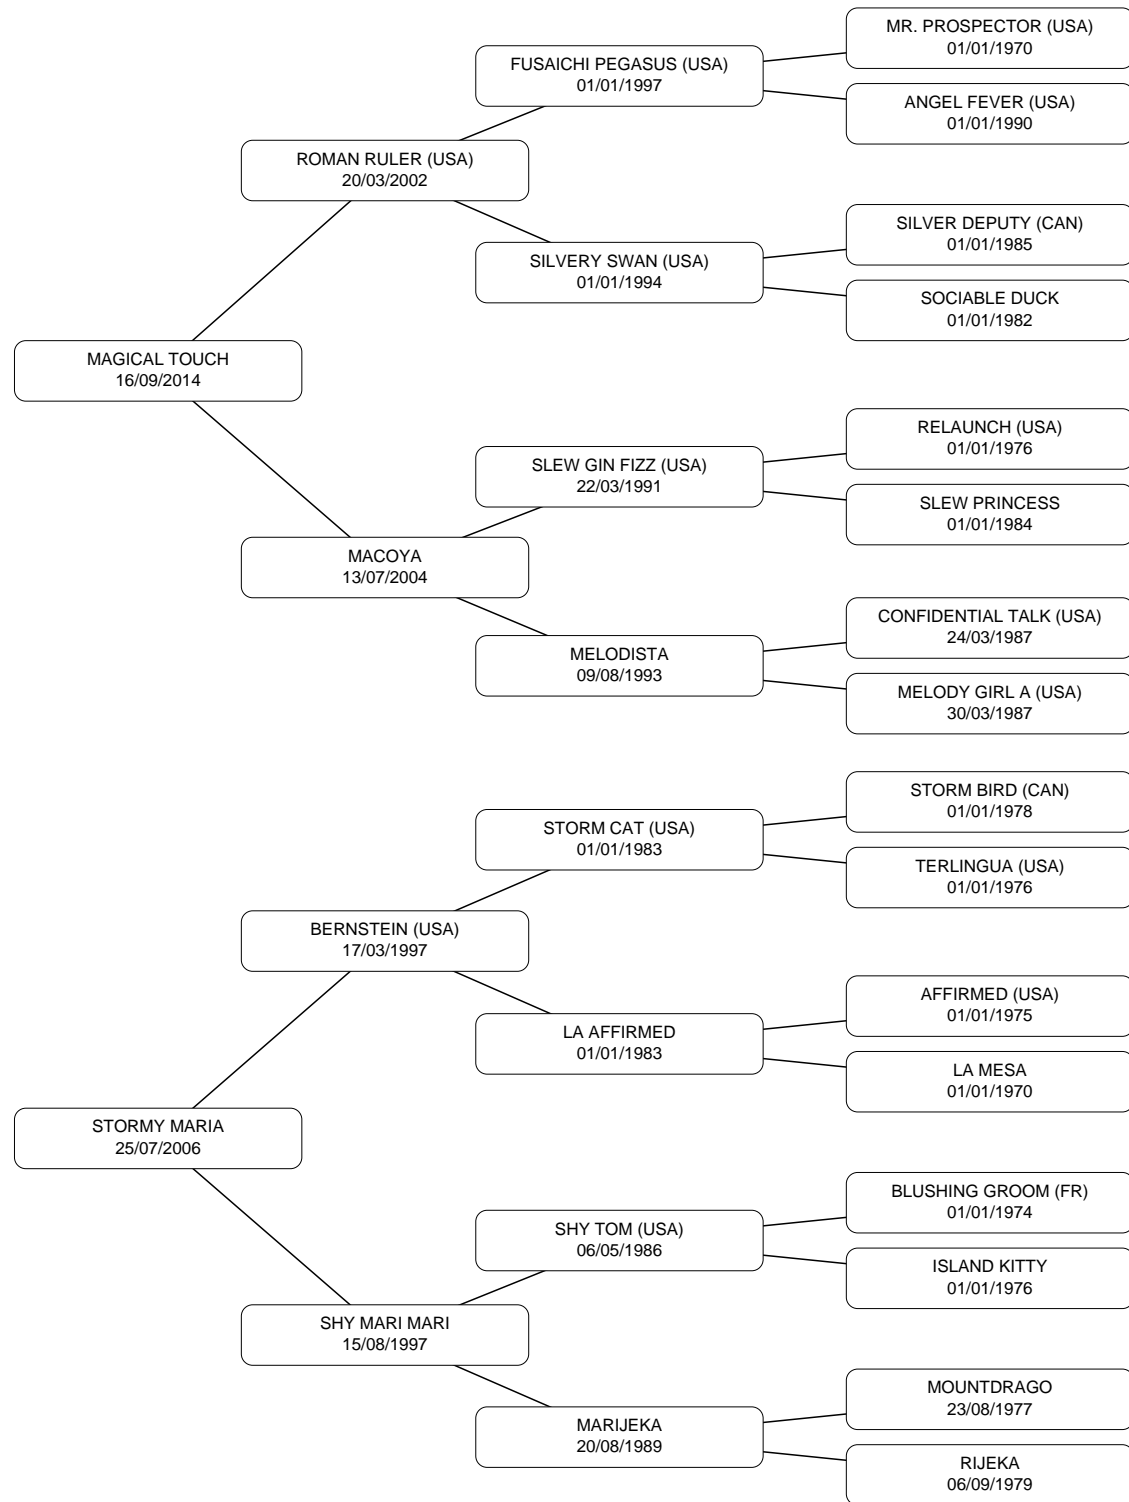 MR. PROSPECTOR (USA)
01/01/1970
FUSAICHI PEGASUS (USA)
01/01/1997
ANGEL FEVER (USA)
01/01/1990
ROMAN RULER (USA)
20/03/2002
SILVER DEPUTY (CAN)
01/01/1985
SILVERY SWAN (USA)
01/01/1994
SOCIABLE DUCK
01/01/1982
MAGICAL TOUCH
16/09/2014
RELAUNCH (USA)
01/01/1976
SLEW GIN FIZZ (USA)
22/03/1991
SLEW PRINCESS
01/01/1984
MACOYA
13/07/2004
CONFIDENTIAL TALK (USA)
24/03/1987
MELODISTA
09/08/1993
MELODY GIRL A (USA)
30/03/1987
STORM BIRD (CAN)
01/01/1978
STORM CAT (USA)
01/01/1983
TERLINGUA (USA)
01/01/1976
BERNSTEIN (USA)
17/03/1997
AFFIRMED (USA)
01/01/1975
LA AFFIRMED
01/01/1983
LA MESA
01/01/1970
STORMY MARIA
25/07/2006
BLUSHING GROOM (FR)
01/01/1974
SHY TOM (USA)
06/05/1986
ISLAND KITTY
01/01/1976
SHY MARI MARI
15/08/1997
MOUNTDRAGO
23/08/1977
MARIJEKA
20/08/1989
RIJEKA
06/09/1979